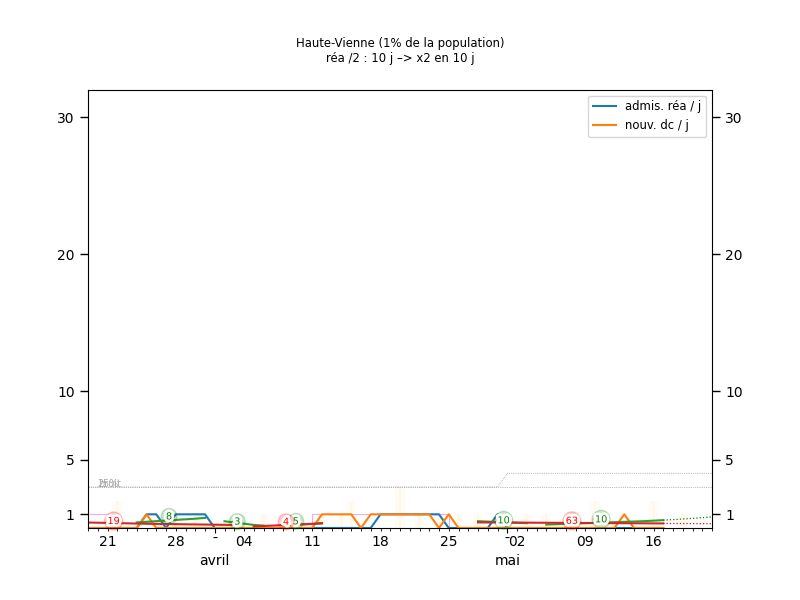 Haute-Vienne (1% de la population)
réa /2 : 10 j –> x2 en 10 j
admis. réa / j
nouv. dc / j
30 30
20 20
10 10
5 5
1 1
19 8 3 4 5 10 63 10
21 28 - 04 11 18 25 - 02 09 16
avril mai